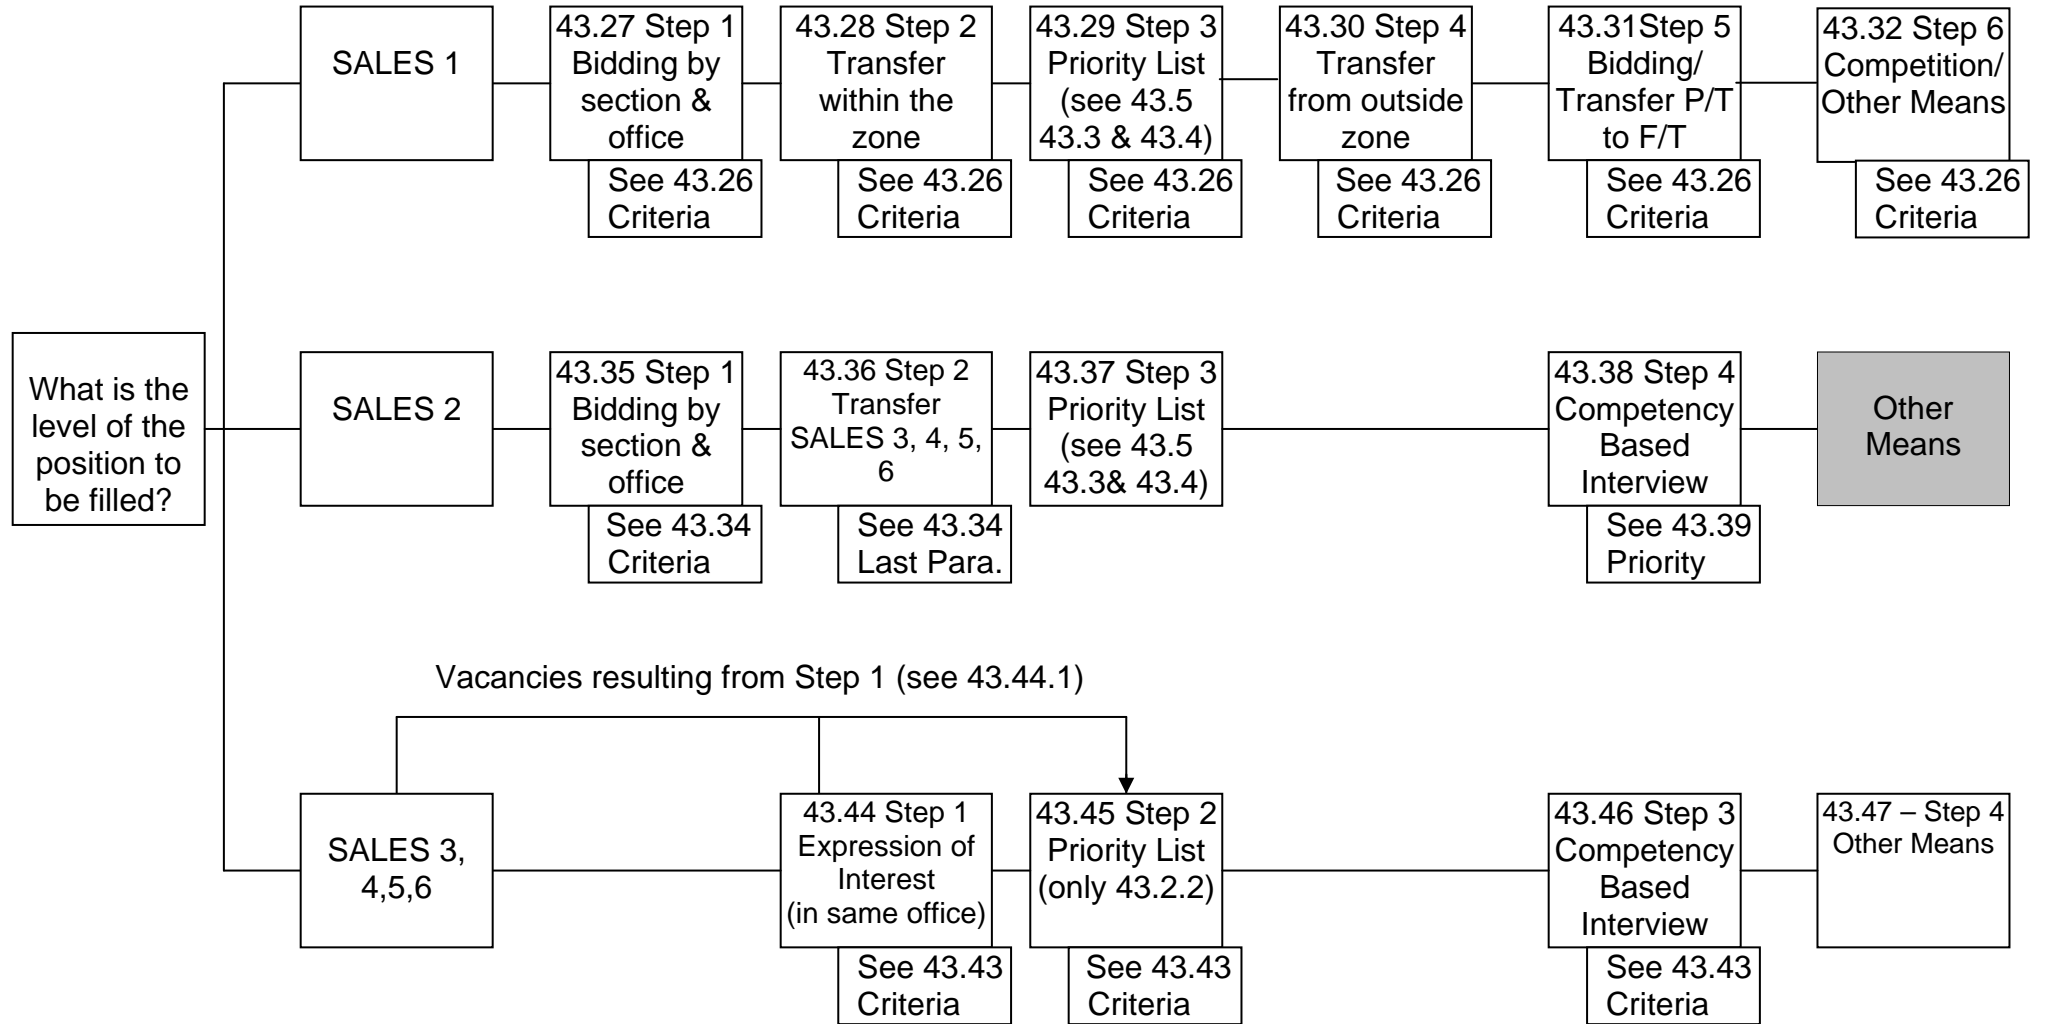 SALES 1
43.27 Step 1
Bidding by
section &
office
See 43.26
Criteria
43.28 Step 2
Transfer
within the
zone
See 43.26
Criteria
43.29 Step 3
Priority List
(see 43.5
43.3 & 43.4)
See 43.26
Criteria
43.30 Step 4
Transfer
from outside
zone
See 43.26
Criteria
43.31Step 5
Bidding/
Transfer P/T
to F/T
See 43.26
Criteria
43.32 Step 6
Competition/
Other Means
See 43.26
Criteria
What is the
level of the
position to
be filled?
SALES 2
43.35 Step 1
Bidding by
section &
office
See 43.34
Criteria
43.36 Step 2
Transfer
SALES 3, 4, 5,
6
See 43.34
Last Para.
43.37 Step 3
Priority List
(see 43.5
43.3& 43.4)
43.38 Step 4
Competency
Based
Interview
See 43.39
Priority
Other
Means
Vacancies resulting from Step 1 (see 43.44.1)
SALES 3,
4,5,6
43.44 Step 1
Expression of
Interest
(in same office)
See 43.43
Criteria
43.45 Step 2
Priority List
(only 43.2.2)
See 43.43
Criteria
43.46 Step 3
Competency
Based
Interview
See 43.43
Criteria
43.47 – Step 4
Other Means